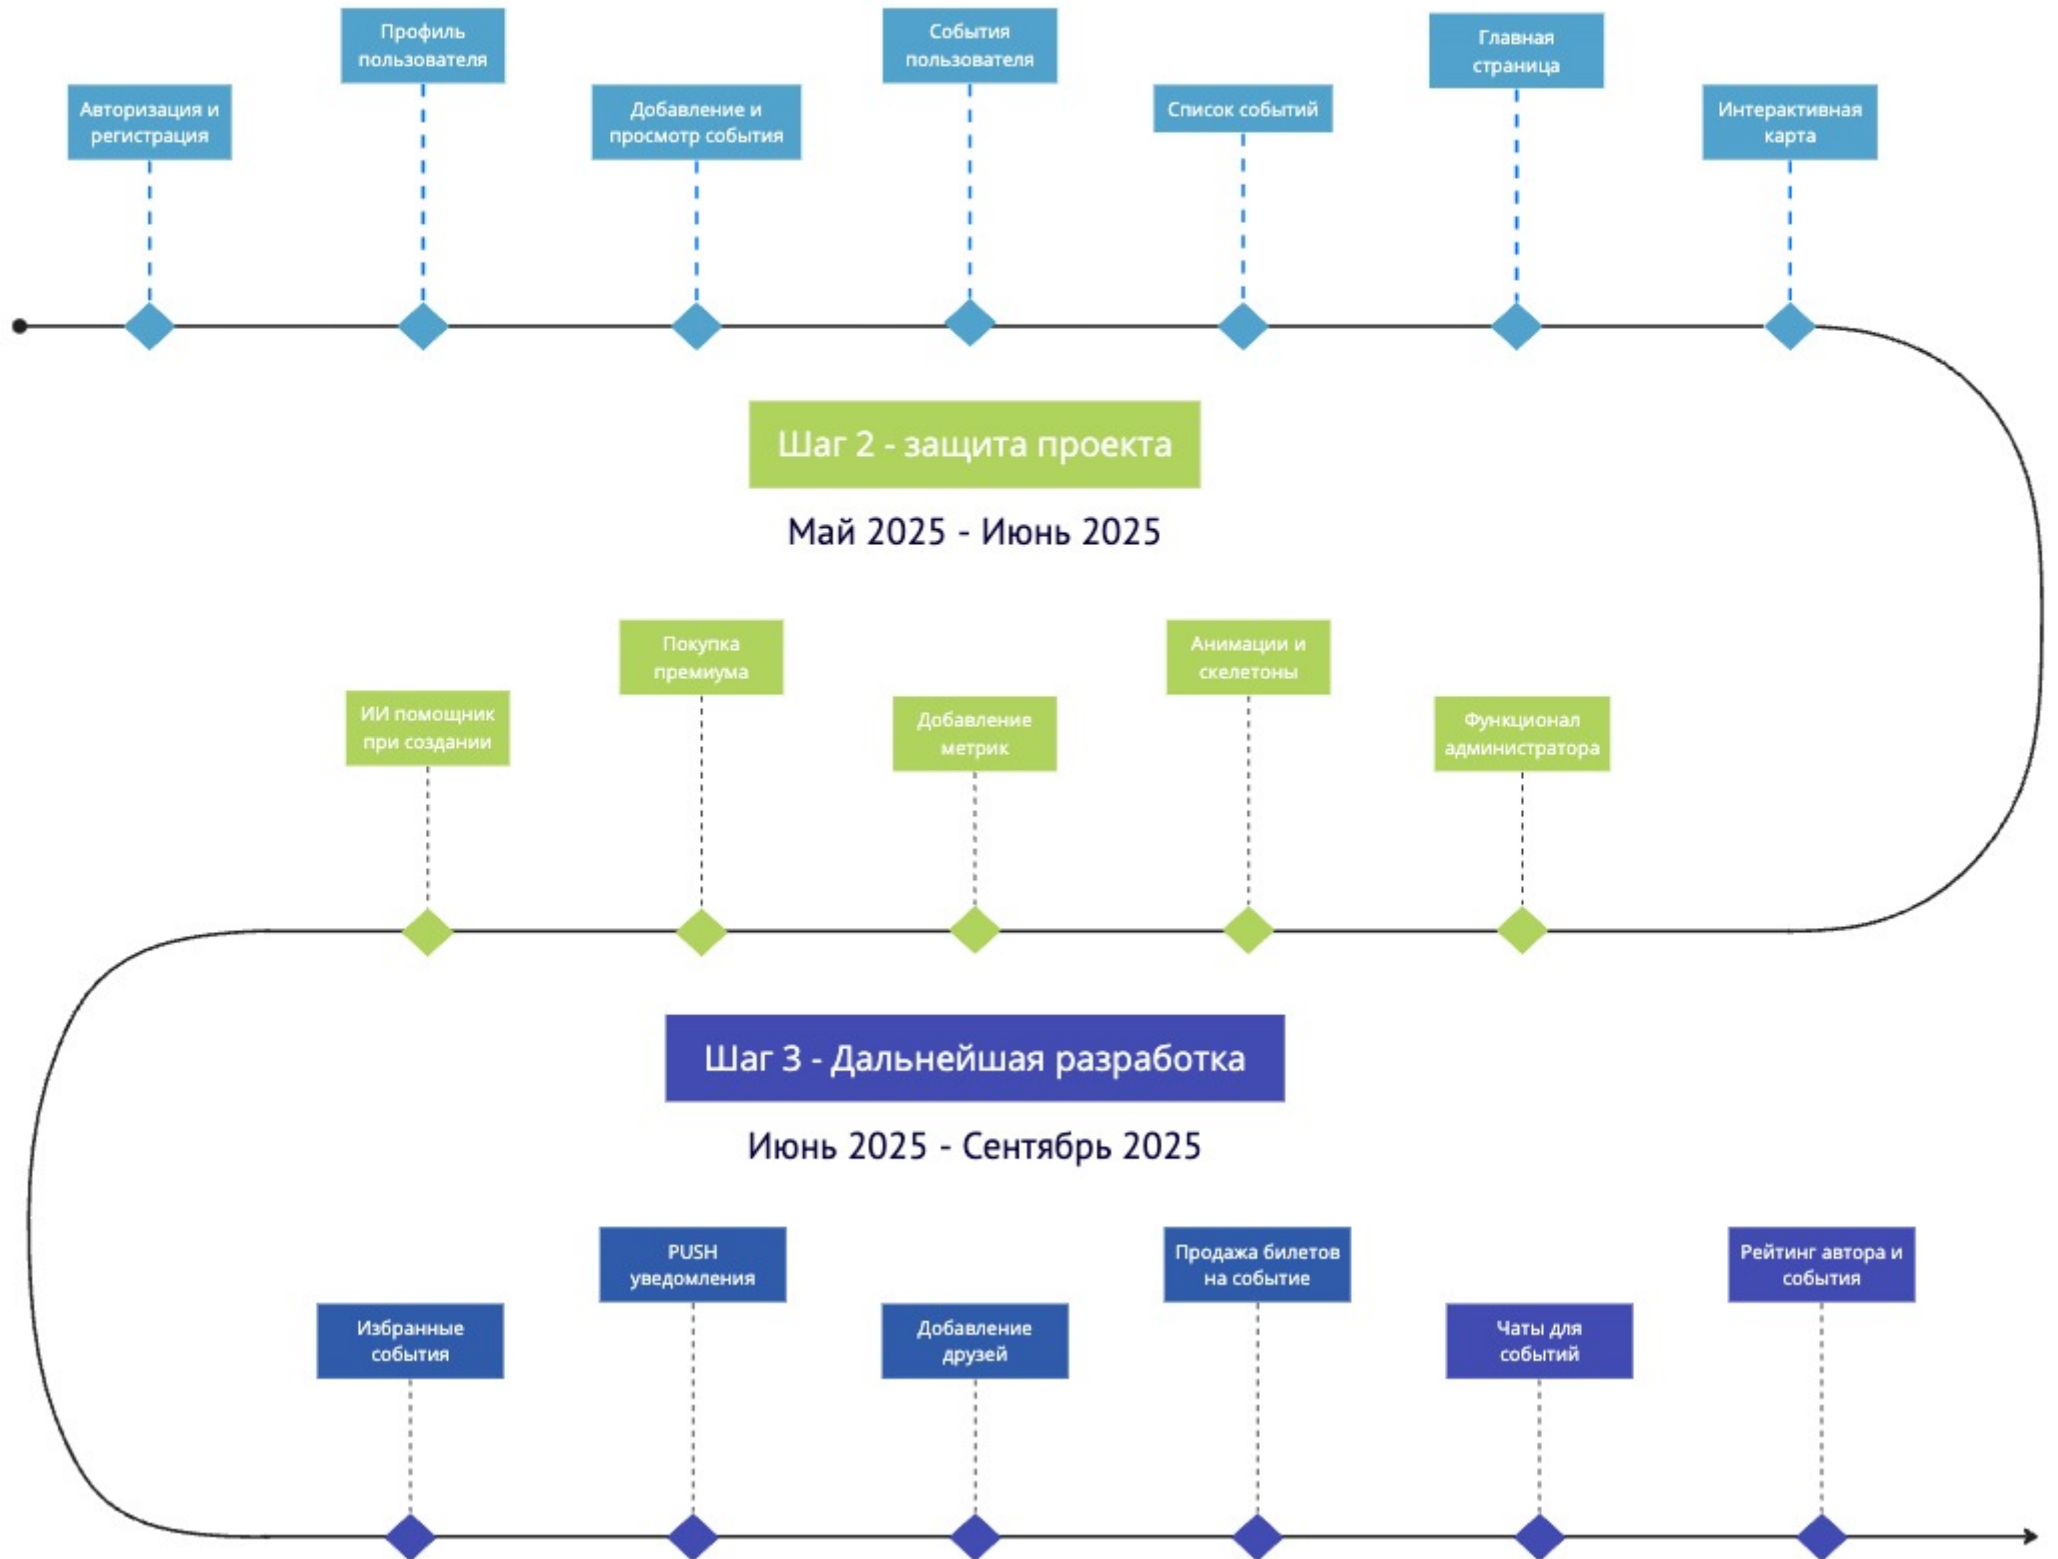 Авторизация и
регистрация
Профиль
пользователя
Добавление и
просмотр события
События
пользователя
Список событий
Главная
страница
Интерактивная
карта
Шаг 2 - защита проекта
Май 2025 - Июнь 2025
ИИ помощник
при создании
Покупка
премиума
Добавление
метрик
Анимации и
скелетоны
Функционал
администратора
Шаг 3 - Дальнейшая разработка
Июнь 2025 - Сентябрь 2025
Избранные
события
PUSH
уведомления
Добавление
друзей
Продажа билетов
на событие
Чаты для
событий
Рейтинг автора и
события